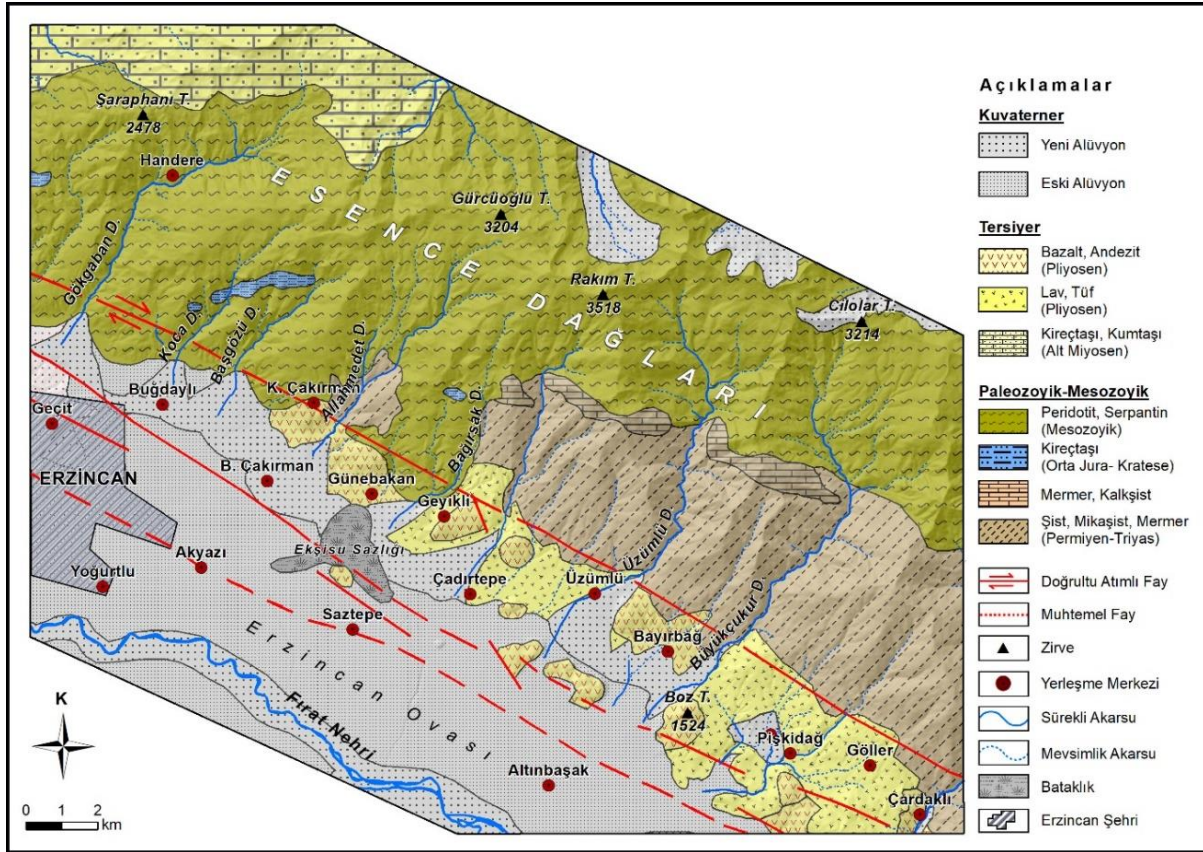 Şaraphanı T.
2478
Handere
ESENCE DAĞLARI
Gürcüoğlu T.
3204
Gökgaban D.
Rakım T.
3518
Cilolar T.
3214
Koca D.
Başgözü D.
Allahmedet D.
Buğdaylı
K. Çakırman
Geçit
Bağırsak D.
B. Çakırman
Günebakan
ERZİNCAN
Geyikli
Ekşisu Sazlığı
Akyazı
Yoğurtlu
Çadırtepe
Üzümlü
Üzümlü D.
Saztepe
Bayırbağ
Büyükçukur D.
Erzincan Ovası
Fırat Nehri
Boz T.
1524
Pişkidağ
Göller
Altınbaşak
Çardaklı
K
0 1 2
km
Açıklamalar
Kuvaterner
Yeni Alüvyon
Eski Alüvyon
Tersiyer
Bazalt, Andezit
(Pliyosen)
Lav, Tüf
(Pliyosen)
Kireçtaşı, Kumtaşı
(Alt Miyosen)
Paleozoyik-Mesozoyik
Peridotit, Serpantin
(Mesozoyik)
Kireçtaşı
(Orta Jura- Kratese)
Mermer, Kalkşist
Şist, Mikaşist, Mermer
(Permiyen-Triyas)
Doğrultu Atımlı Fay
Muhtemel Fay
Zirve
Yerleşme Merkezi
Sürekli Akarsu
Mevsimlik Akarsu
Bataklık
Erzincan Şehri